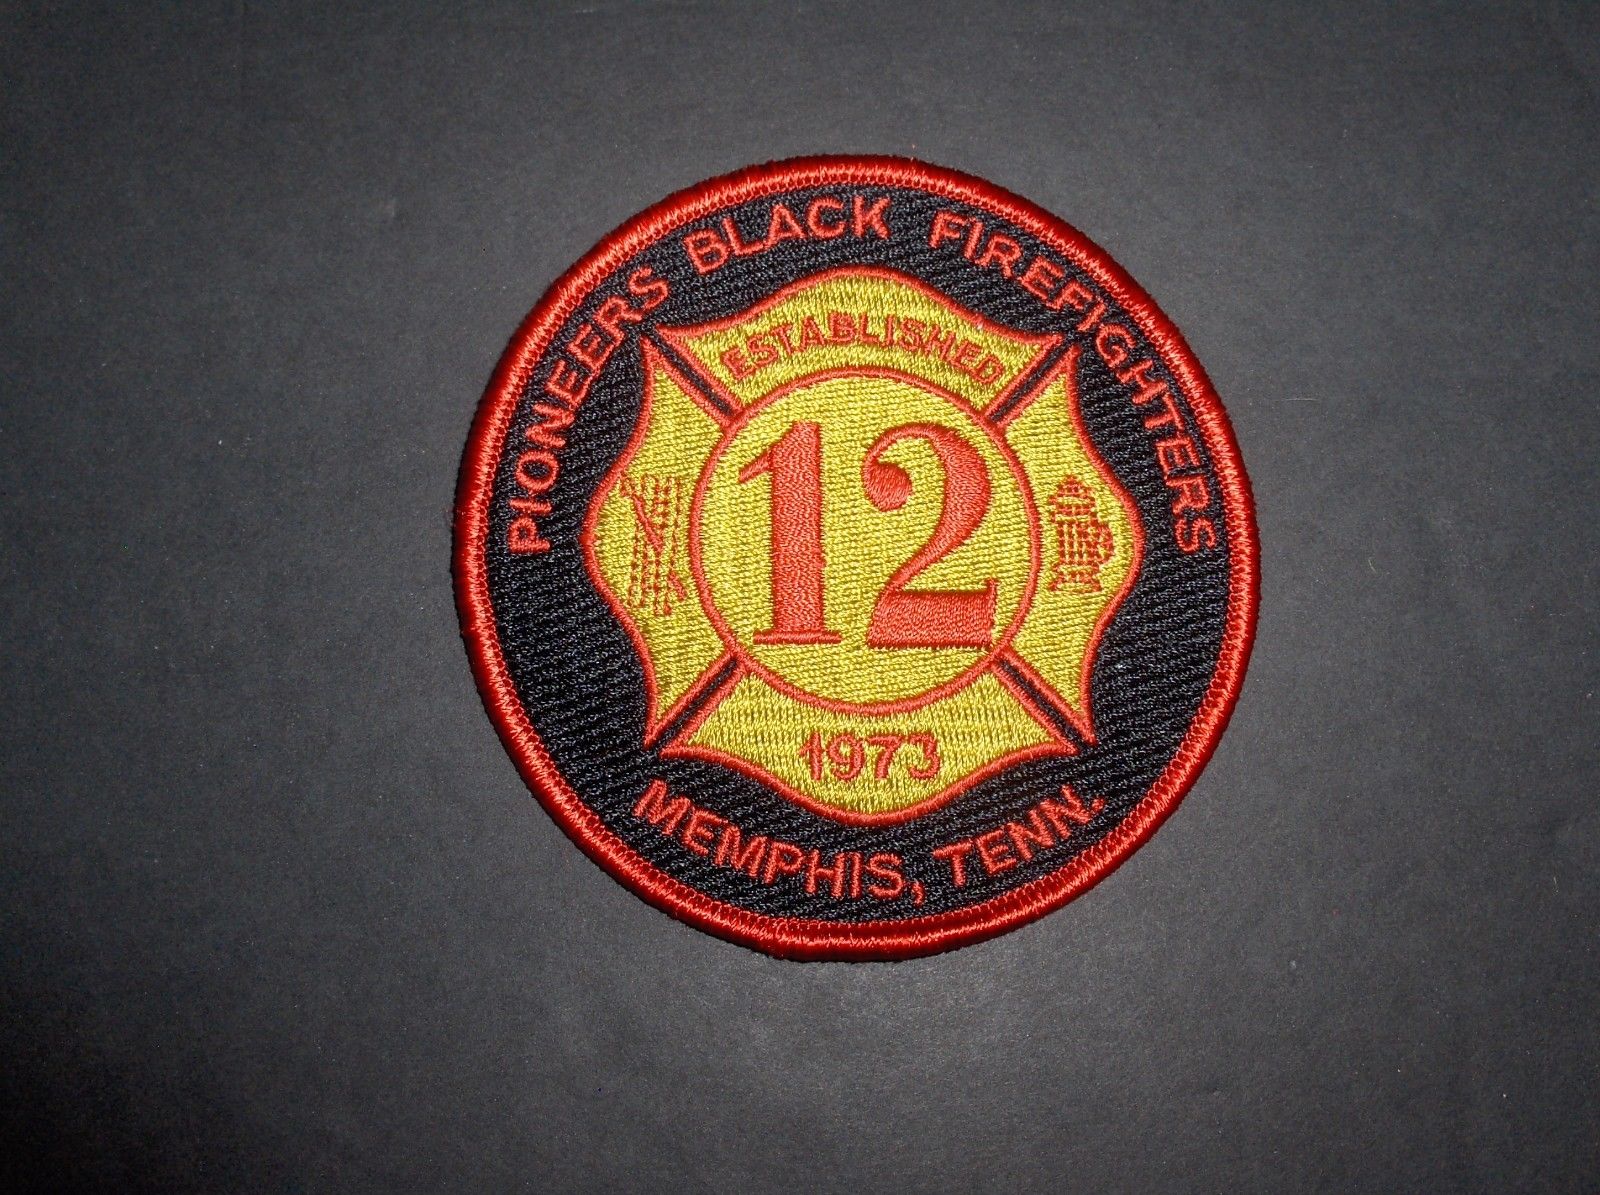 PIONEERS BLACK FIREFIGHTERS
ESTABLISHED
12
1973
MEMPHIS, TENN.